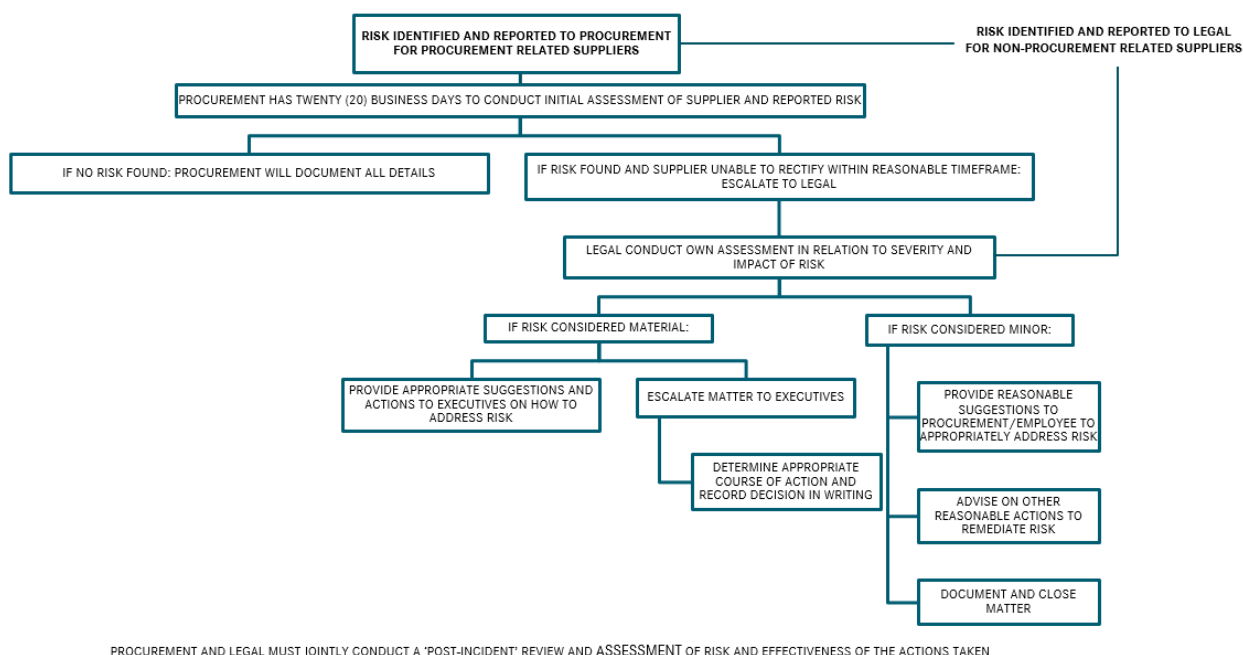 RISK IDENTIFIED AND REPORTED TO PROCUREMENT
FOR PROCUREMENT RELATED SUPPLIERS
RISK IDENTIFIED AND REPORTED TO LEGAL
FOR NON-PROCUREMENT RELATED SUPPLIERS
PROCUREMENT HAS TWENTY (20) BUSINESS DAYS TO CONDUCT INITIAL ASSESSMENT OF SUPPLIER AND REPORTED RISK
IF NO RISK FOUND: PROCUREMENT WILL DOCUMENT ALL DETAILS
IF RISK FOUND AND SUPPLIER UNABLE TO RECTIFY WITHIN REASONABLE TIMEFRAME:
ESCALATE TO LEGAL
LEGAL CONDUCT OWN ASSESSMENT IN RELATION TO SEVERITY AND
IMPACT OF RISK
IF RISK CONSIDERED MATERIAL:
IF RISK CONSIDERED MINOR:
PROVIDE APPROPRIATE SUGGESTIONS AND
ACTIONS TO EXECUTIVES ON HOW TO
ADDRESS RISK
ESCALATE MATTER TO EXECUTIVES
DETERMINE APPROPRIATE
COURSE OF ACTION AND
RECORD DECISION IN WRITING
PROVIDE REASONABLE
SUGGESTIONS TO
PROCUREMENT/EMPLOYEE TO
APPROPRIATELY ADDRESS RISK
ADVISE ON OTHER
REASONABLE ACTIONS TO
REMEDIATE RISK
DOCUMENT AND CLOSE
MATTER
PROCUREMENT AND LEGAL MUST JOINTLY CONDUCT A 'POST-INCIDENT' REVIEW AND ASSESSMENT OF RISK AND EFFECTIVENESS OF THE ACTIONS TAKEN